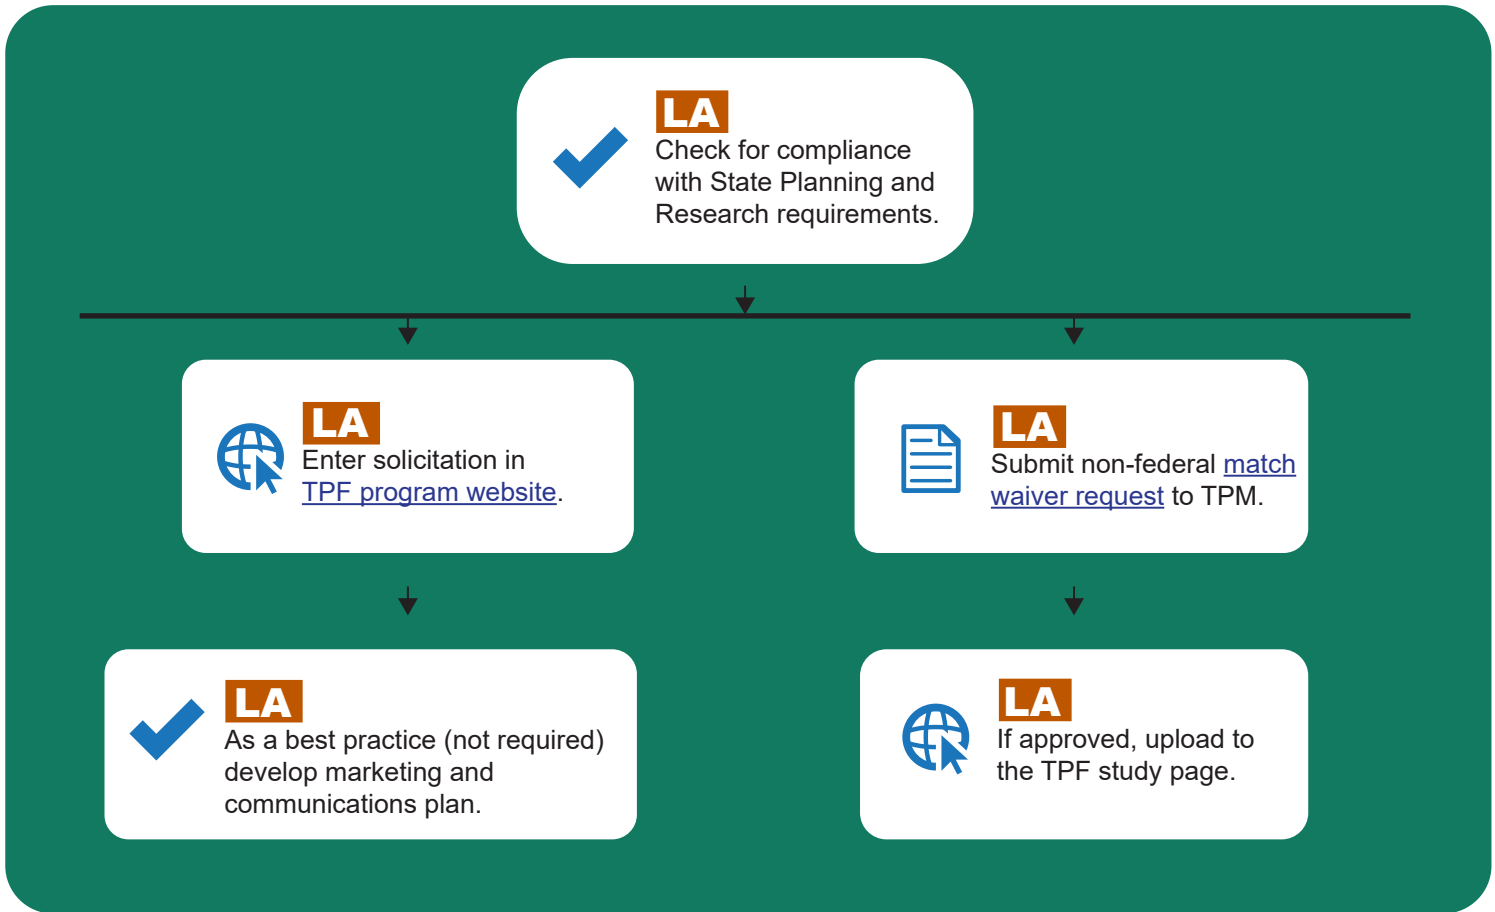 LA
Check for compliance
with State Planning and
Research requirements.
LA
Enter solicitation in
TPF program website.
LA
Submit non-federal match
waiver request to TPM.
LA
As a best practice (not required)
develop marketing and
communications plan.
LA
If approved, upload to
the TPF study page.